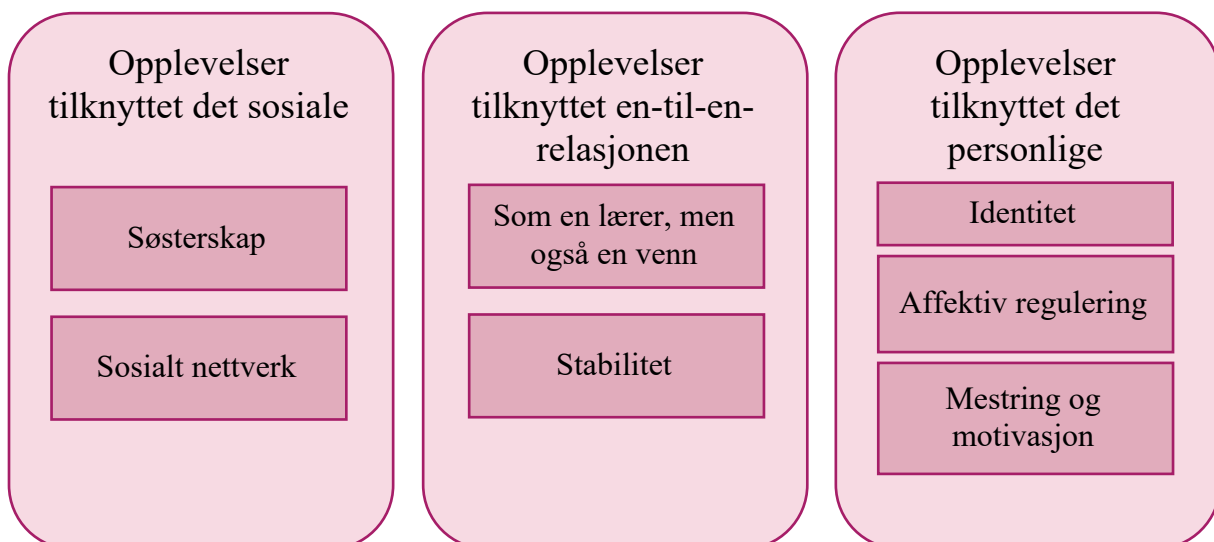 Opplevelser
tilknyttet det sosiale
Søsterskap
Sosialt nettverk
Opplevelser
tilknyttet en-til-en-
relasjonen
Som en lærer, men
også en venn
Stabilitet
Opplevelser
tilknyttet det
personlige
Identitet
Affektiv regulering
Mestring og
motivasjon